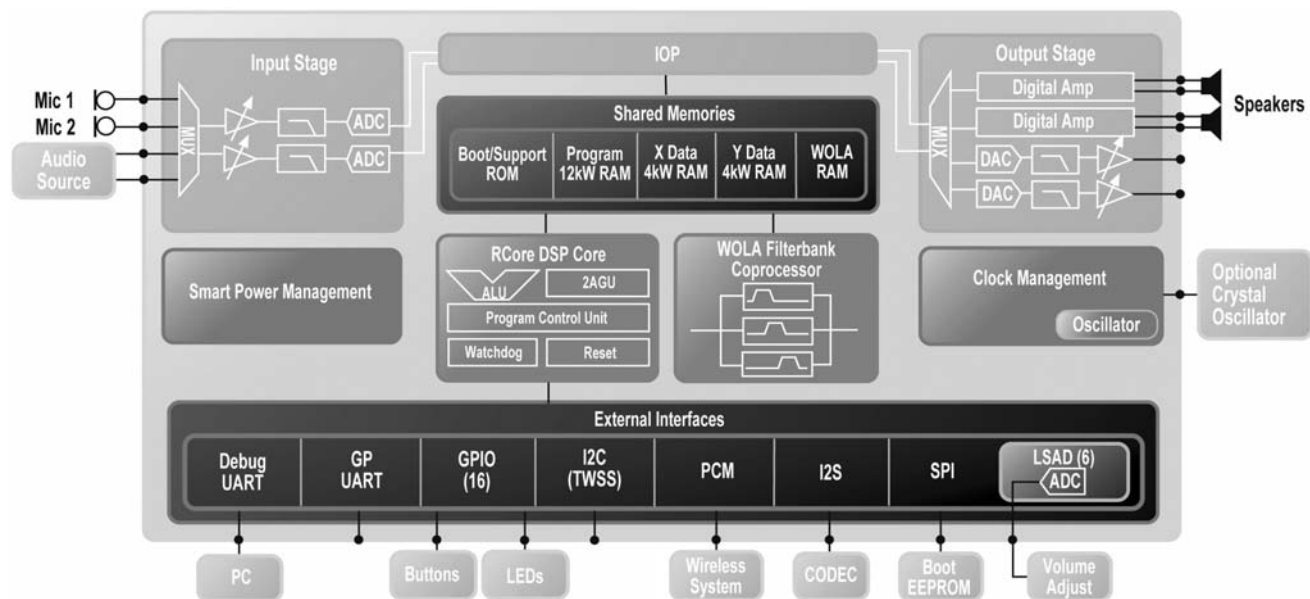 Input Stage
Mic 1
Mic 2
Audio
Source
MUX
ADC
ADC
IOP
Shared Memories
Boot/Support
ROM
Program
12kW RAM
X Data
4kW RAM
Y Data
4kW RAM
WOLA
RAM
Output Stage
MUX
Digital Amp
Digital Amp
DAC
DAC
Speakers
Smart Power Management
RCore DSP Core
ALU
2AGU
Program Control Unit
Watchdog
Reset
WOLA Filterbank
Coprocessor
Clock Management
Oscillator
Optional
Crystal
Oscillator
External Interfaces
Debug
UART
GP
UART
GPIO
(16)
I2C
(TWSS)
PCM
I2S
SPI
LSAD (6)
ADC
PC
Buttons
LEDs
Wireless
System
CODEC
Boot
EEPROM
Volume
Adjust